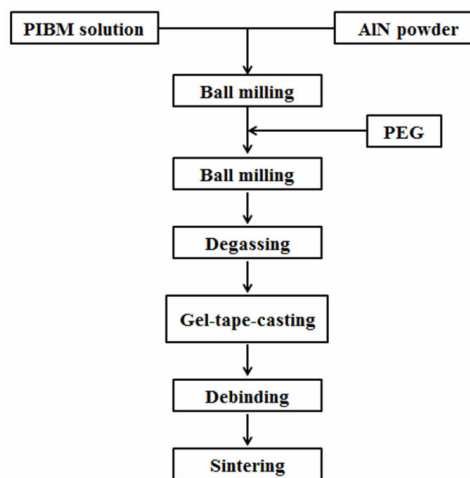 PIBM solution
AlN powder
Ball milling
PEG
Ball milling
Degassing
Gel-tape-casting
Debinding
Sintering